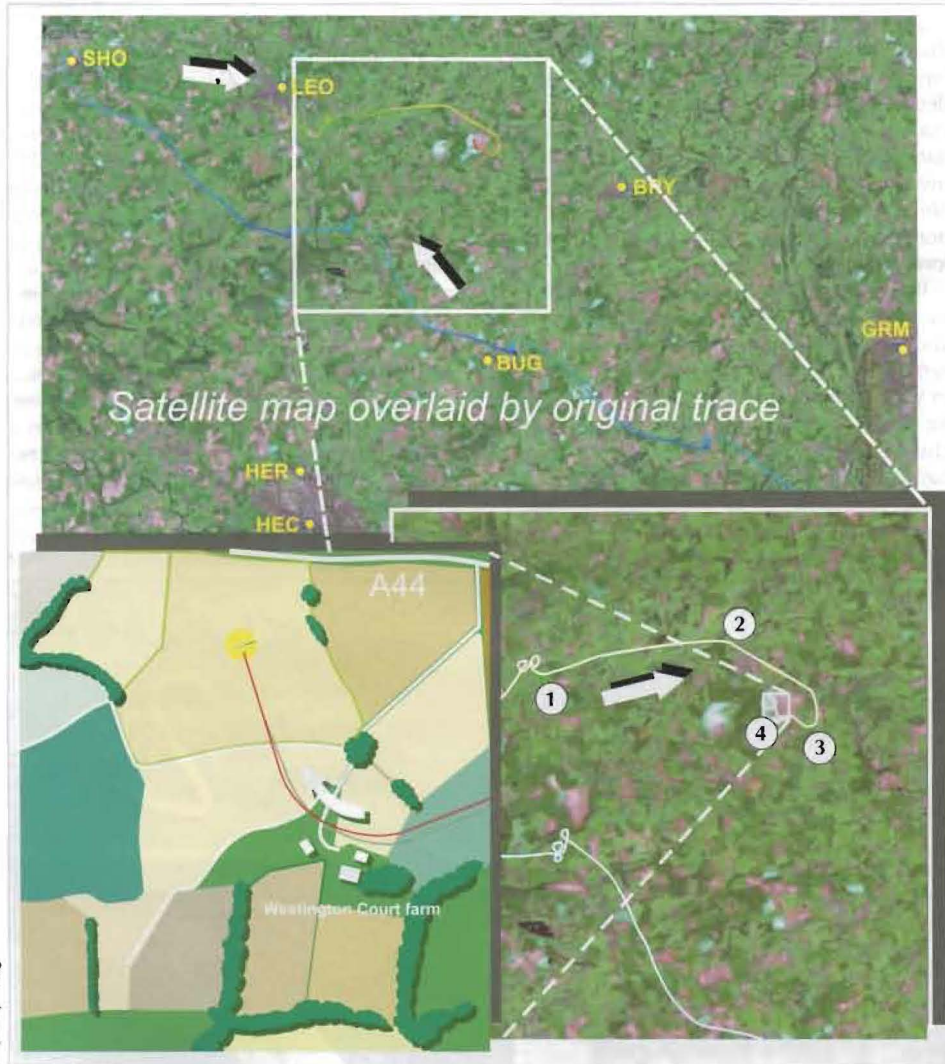 SHO
LEO
BRY
GRM
BUG
Satellite map overlaid by original trace
HER
HEC
A44
Westington Court farm
1
2
3
4